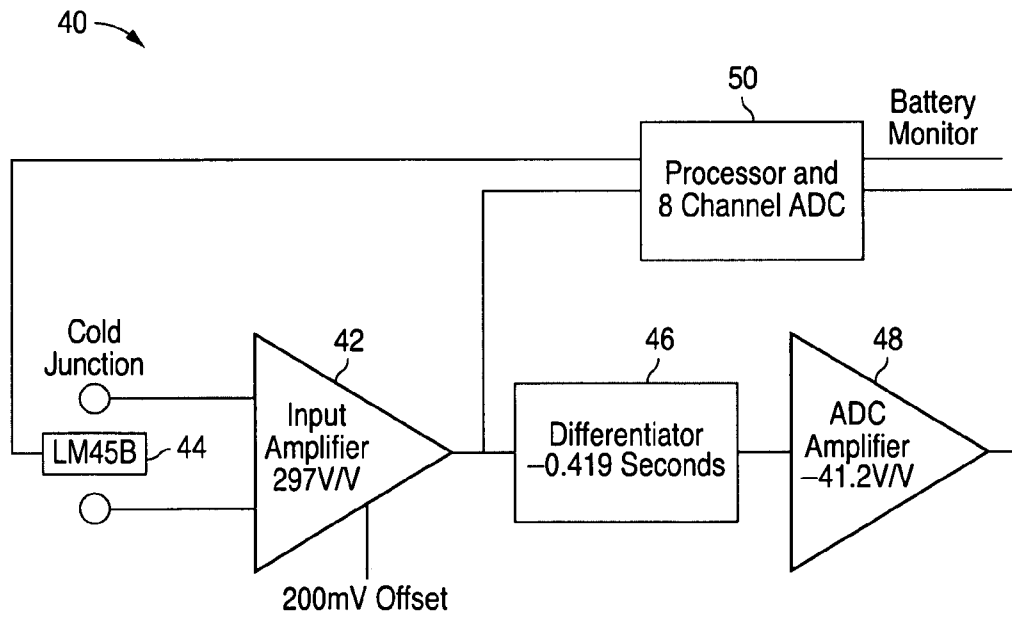 40
50
Battery
Monitor
Processor and
8 Channel ADC
Cold
Junction
42
46
48
Input
Amplifier
297V/V
LM45B
44
Differentiator
–0.419 Seconds
ADC
Amplifier
–41.2V/V
200mV Offset